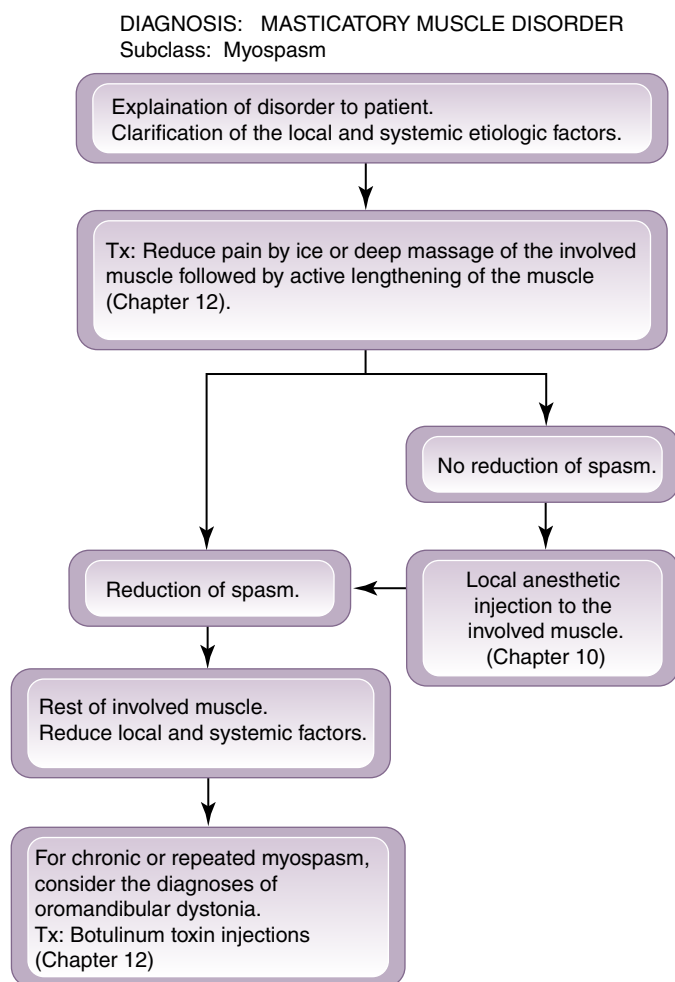 DIAGNOSIS: MASTICATORY MUSCLE DISORDER
Subclass: Myospasm
Explaination of disorder to patient.
Clarification of the local and systemic etiologic factors.
Tx: Reduce pain by ice or deep massage of the involved
muscle followed by active lengthening of the muscle
(Chapter 12).
No reduction of spasm.
Local anesthetic
injection to the
involved muscle.
(Chapter 10)
Reduction of spasm.
Rest of involved muscle.
Reduce local and systemic factors.
For chronic or repeated myospasm,
consider the diagnoses of
oromandibular dystonia.
Tx: Botulinum toxin injections
(Chapter 12)